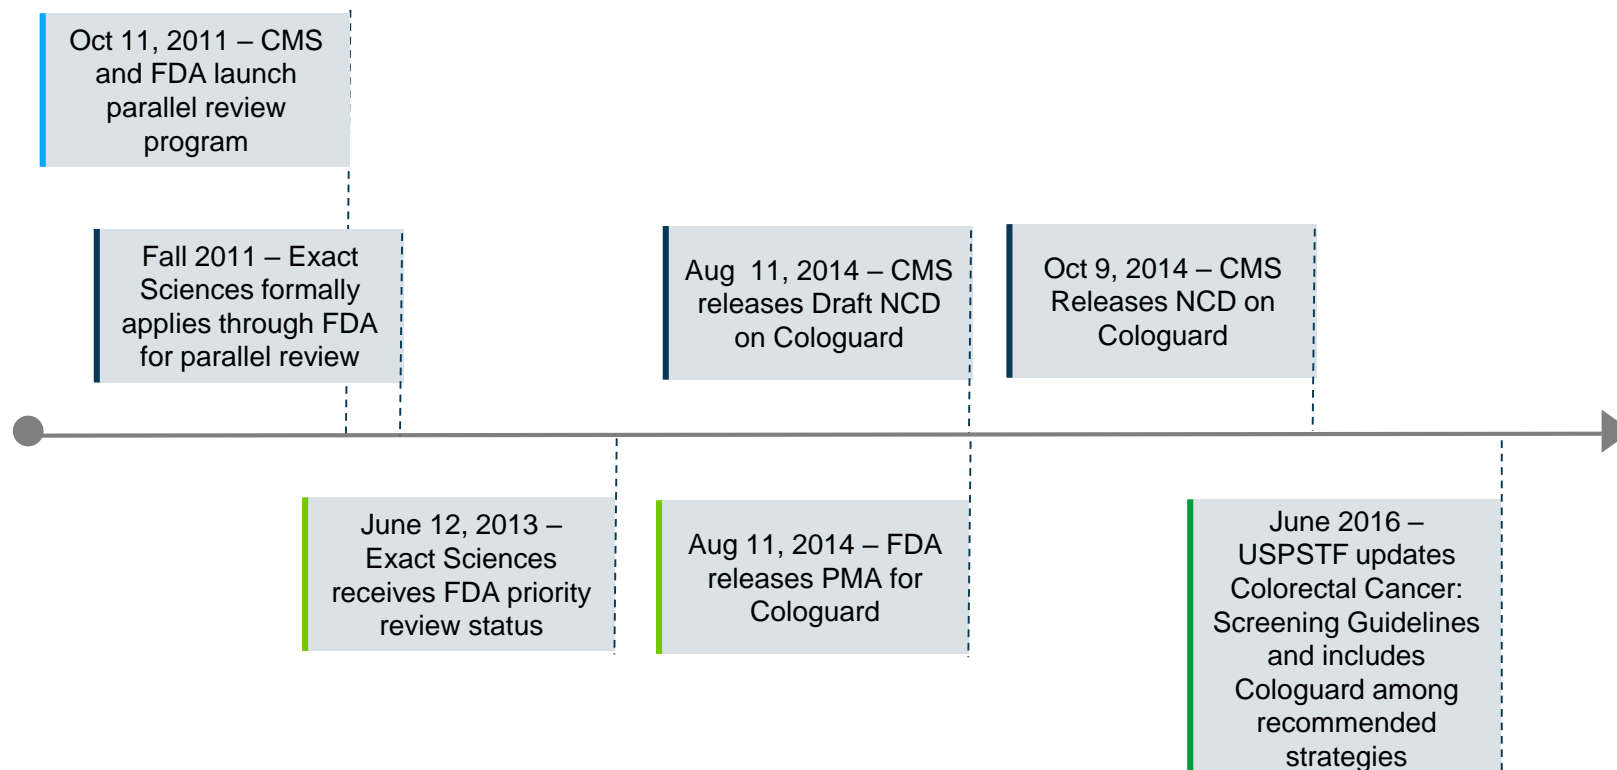 Oct 11, 2011 – CMS
and FDA launch
parallel review
program
Fall 2011 – Exact
Sciences formally
applies through FDA
for parallel review
Aug  11, 2014 – CMS
releases Draft NCD
on Cologuard
Oct 9, 2014 – CMS
Releases NCD on
Cologuard
June 12, 2013 –
Exact Sciences
receives FDA priority
review status
Aug 11, 2014 – FDA
releases PMA for
Cologuard
June 2016 –
USPSTF updates
Colorectal Cancer:
Screening Guidelines
and includes
Cologuard among
recommended
strategies